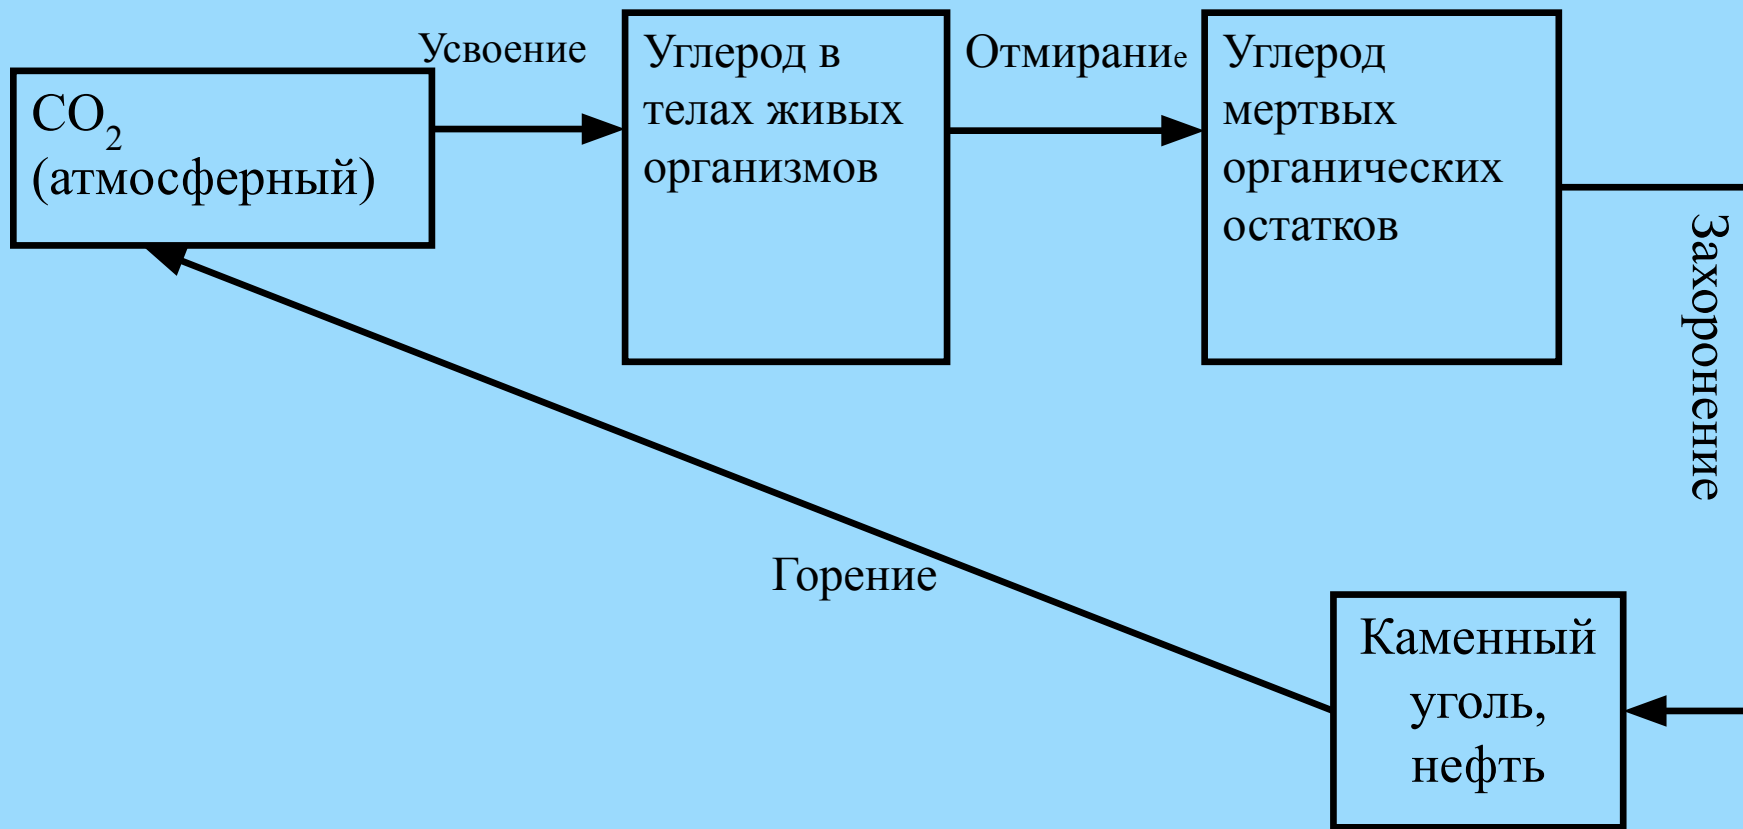 Усвоение
CO2
(атмосферный)
Углерод в
телах живых
организмов
Отмирание
Углерод
мертвых
органических
остатков
Захоронение
Горение
Каменный
уголь,
нефть